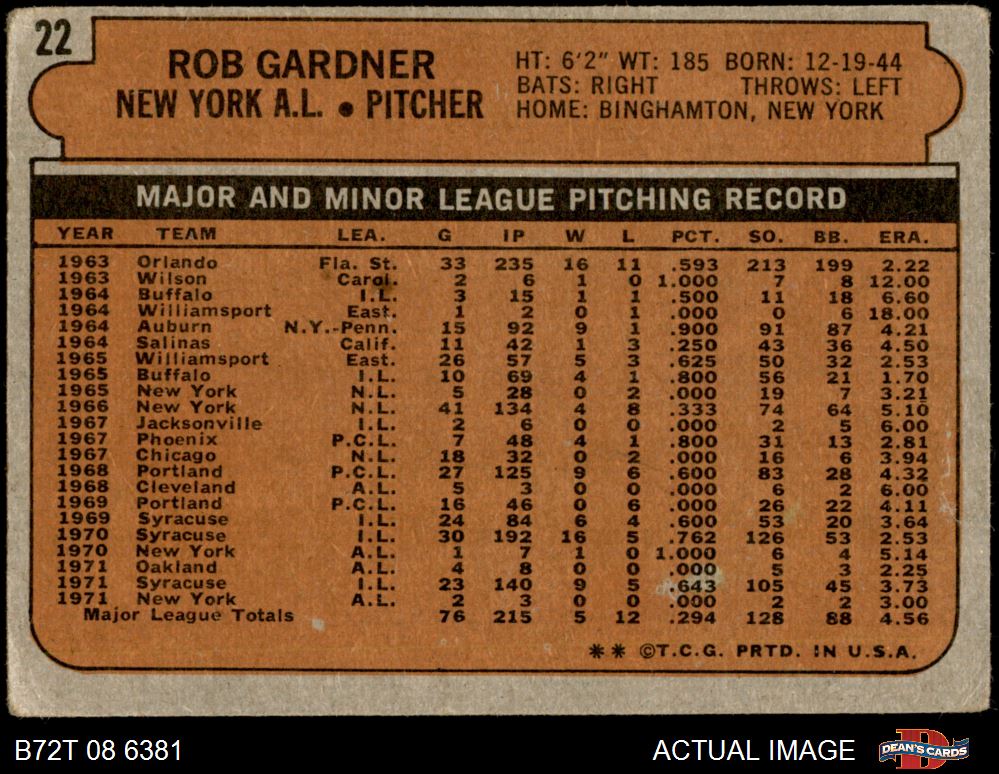 22
ROB GARDNER
NEW YORK A.L. • PITCHER
HT: 6'2" WT: 185 BORN: 12-19-44
BATS: RIGHT THROWS: LEFT
HOME: BINGHAMTON, NEW YORK
MAJOR AND MINOR LEAGUE PITCHING RECORD
YEAR TEAM LEA. G IP W L PCT. SO. BB. ERA.
1963 Orlando Fla. St. 33 235 16 11 .593 213 199 2.22
1963 Wilson Carol. 2 6 1 0 1.000 7 8 12.00
1964 Buffalo I.L. 3 15 1 1 .500 11 18 6.60
1964 Williamsport East. 1 2 0 1 .000 0 6 18.00
1964 Auburn N.Y.-Penn. 15 92 9 1 .900 91 87 4.21
1964 Salinas Calif. 11 42 1 3 .250 43 36 4.50
1965 Williamsport East. 26 57 5 3 .625 50 32 2.53
1965 Buffalo I.L. 10 69 4 1 .800 56 21 1.70
1965 New York N.L. 5 28 0 2 .000 19 7 3.21
1966 New York N.L. 41 134 4 8 .333 74 64 5.10
1967 Jacksonville I.L. 2 6 0 0 .000 2 5 6.00
1967 Phoenix P.C.L. 7 48 4 1 .800 31 13 2.81
1967 Chicago N.L. 18 32 0 2 .000 16 6 3.94
1968 Portland P.C.L. 27 125 9 6 .600 83 28 4.32
1968 Cleveland A.L. 5 3 0 0 .000 6 2 6.00
1969 Portland P.C.L. 16 46 0 6 .000 26 22 4.11
1969 Syracuse I.L. 24 84 6 4 .600 53 20 3.64
1970 Syracuse I.L. 30 192 16 5 .762 126 53 2.53
1970 New York A.L. 1 7 1 0 1.000 6 4 5.14
1971 Oakland A.L. 4 8 0 0 .000 5 3 2.25
1971 Syracuse I.L. 23 140 9 5 .643 105 45 3.73
1971 New York A.L. 2 3 0 0 .000 2 2 3.00
Major League Totals 76 215 5 12 .294 128 88 4.56
** ©T.C.G. PRTD. IN U.S.A.
B72T 08 6381 ACTUAL IMAGE DEAN'S CARDS